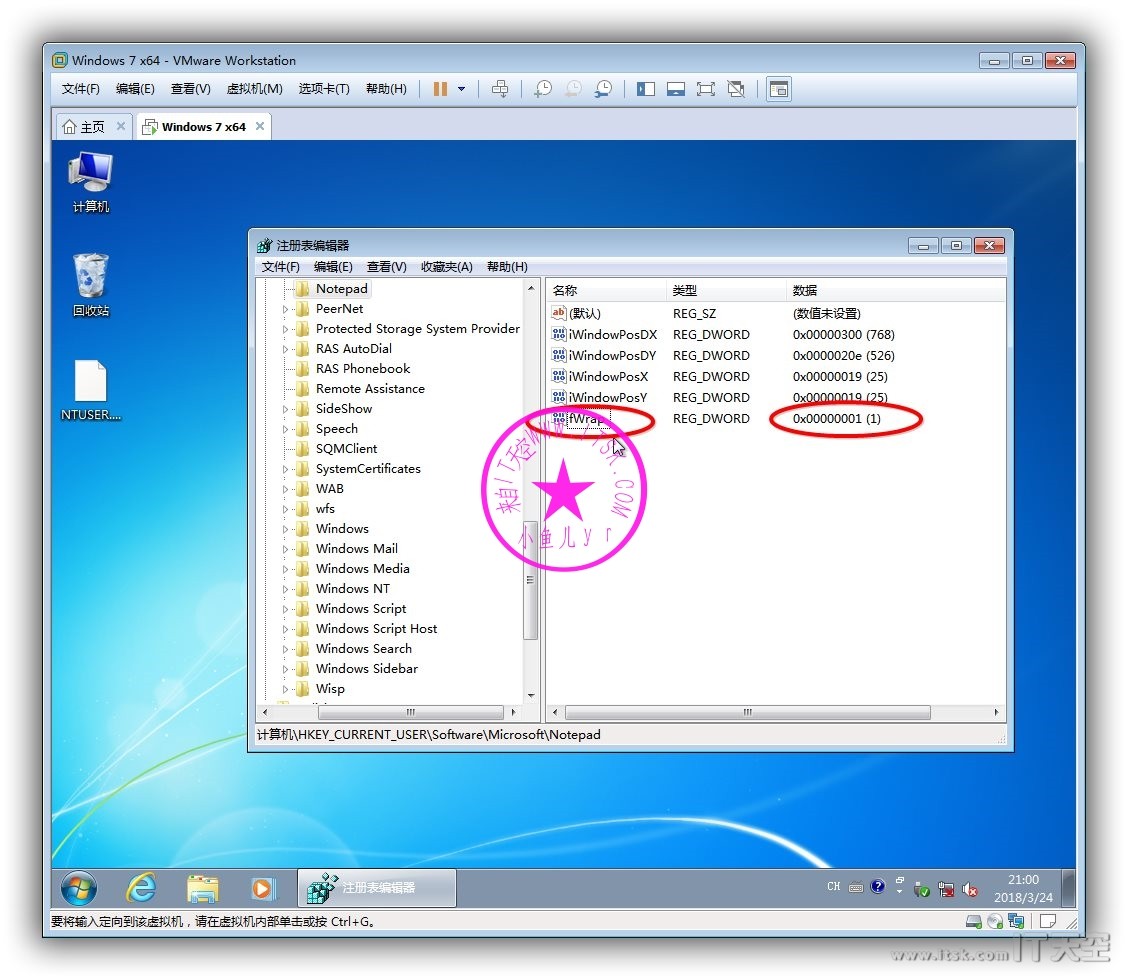 Windows 7 x64 - VMware Workstation
文件(F) 编辑(E) 查看(V) 虚拟机(M) 选项卡(T) 帮助(H)
主页 Windows 7 x64
计算机
回收站
NTUSER....
注册表编辑器
文件(F) 编辑(E) 查看(V) 收藏夹(A) 帮助(H)
Notepad
PeerNet
Protected Storage System Provider
RAS AutoDial
RAS Phonebook
Remote Assistance
SideShow
Speech
SQMClient
SystemCertificates
WAB
wfs
Windows
Windows Mail
Windows Media
Windows NT
Windows Script
Windows Script Host
Windows Search
Windows Sidebar
Wisp
名称 类型 数据
(默认) REG_SZ (数值未设置)
iWindowPosDX REG_DWORD 0x00000300 (768)
iWindowPosDY REG_DWORD 0x0000020e (526)
iWindowPosX REG_DWORD 0x00000019 (25)
iWindowPosY REG_DWORD 0x00000019 (25)
fWrap REG_DWORD 0x00000001 (1)
来自IT天空WWW.ITSK.COM
小鱼儿yr
计算机\HKEY_CURRENT_USER\Software\Microsoft\Notepad
注册表编辑器
CH
21:00
2018/3/24
要将输入定向到该虚拟机，请在虚拟机内部单击或按 Ctrl+G。
www.itsk.com IT天空